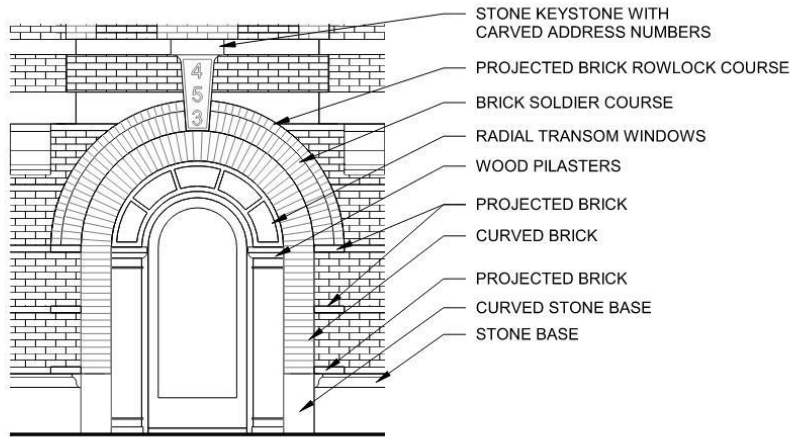 STONE KEYSTONE WITH
CARVED ADDRESS NUMBERS
4
5
3
PROJECTED BRICK ROWLOCK COURSE
BRICK SOLDIER COURSE
RADIAL TRANSOM WINDOWS
WOOD PILASTERS
PROJECTED BRICK
CURVED BRICK
PROJECTED BRICK
CURVED STONE BASE
STONE BASE